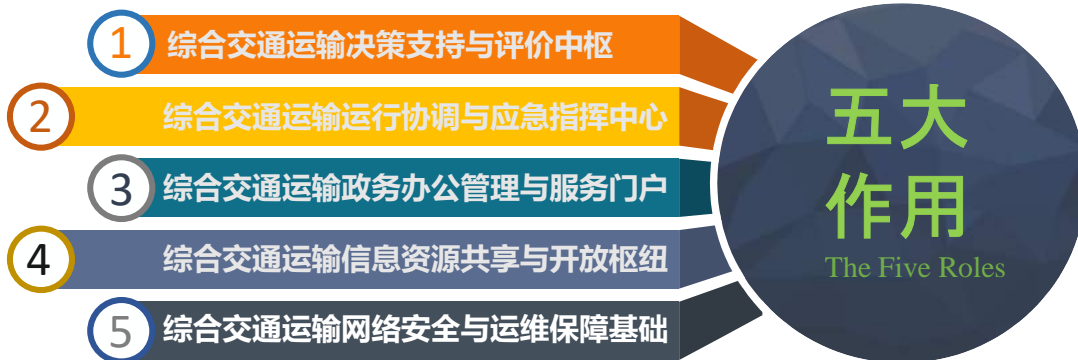 1 综合交通运输决策支持与评价中枢
2 综合交通运输运行协调与应急指挥中心
3 综合交通运输政务办公管理与服务门户
4 综合交通运输信息资源共享与开放枢纽
5 综合交通运输网络安全与运维保障基础
五大
作用
The Five Roles